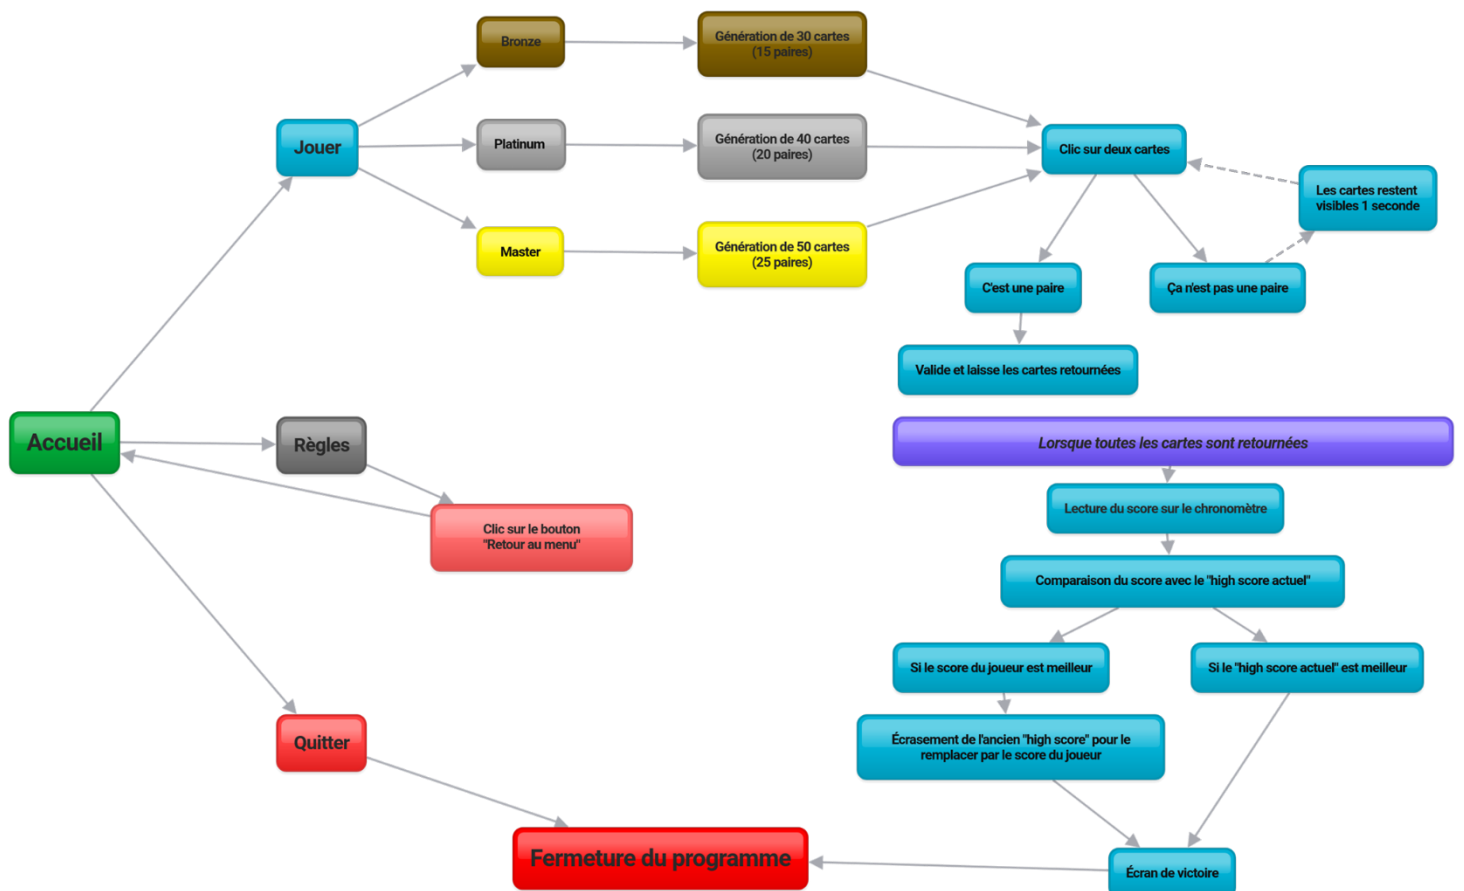 Bronze
Génération de 30 cartes
(15 paires)
Jouer
Platinum
Génération de 40 cartes
(20 paires)
Clic sur deux cartes
Les cartes restent
visibles 1 seconde
Master
Génération de 50 cartes
(25 paires)
C'est une paire
Ça n'est pas une paire
Valide et laisse les cartes retournées
Accueil
Règles
Clic sur le bouton
"Retour au menu"
Lorsque toutes les cartes sont retournées
Lecture du score sur le chronomètre
Comparaison du score avec le "high score actuel"
Si le score du joueur est meilleur
Si le "high score actuel" est meilleur
Quitter
Écrasement de l'ancien "high score" pour le
remplacer par le score du joueur
Fermeture du programme
Écran de victoire